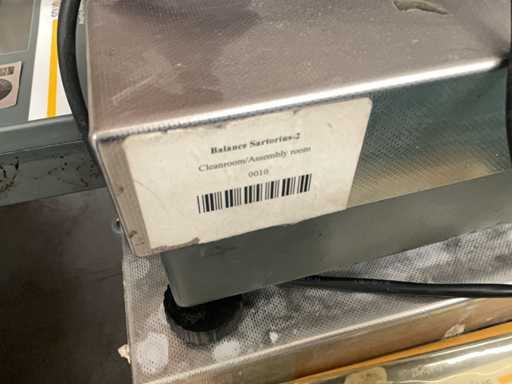 Balance Sartorius-2
Cleanroom/Assembly room
0010